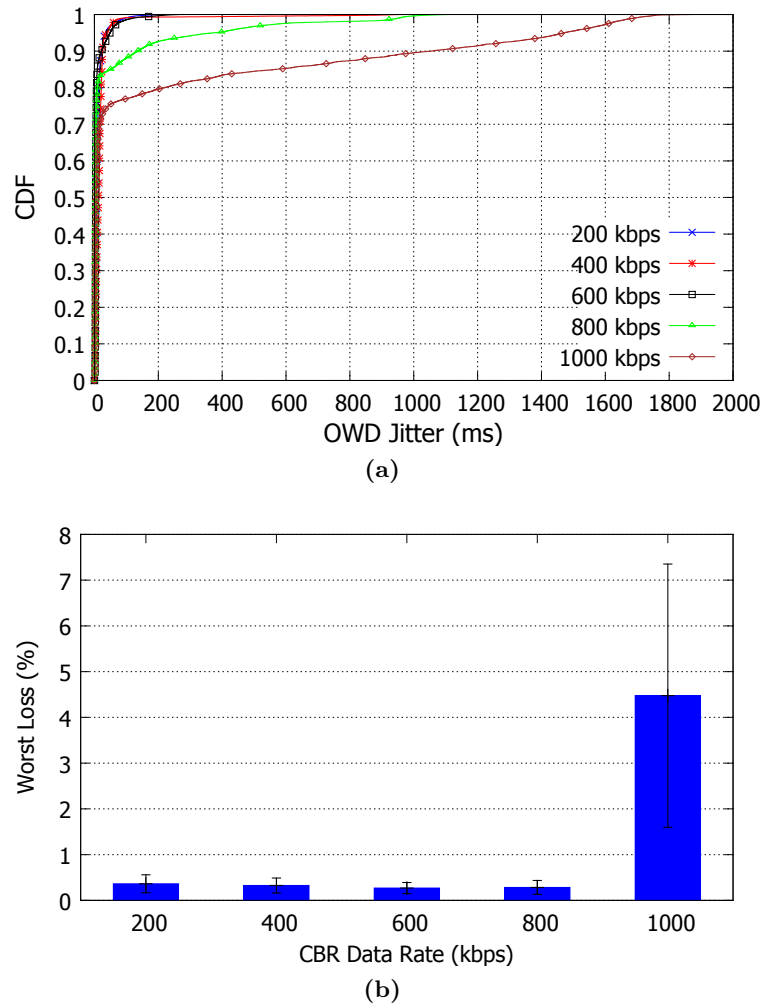 1
0.9
0.8
0.7
0.6
0.5
0.4
0.3
0.2
0.1
0
CDF
200 kbps
400 kbps
600 kbps
800 kbps
1000 kbps
0 200 400 600 800 1000 1200 1400 1600 1800 2000
OWD Jitter (ms)
(a)
8
7
6
5
4
3
2
1
0
Worst Loss (%)
200 400 600 800 1000
CBR Data Rate (kbps)
(b)